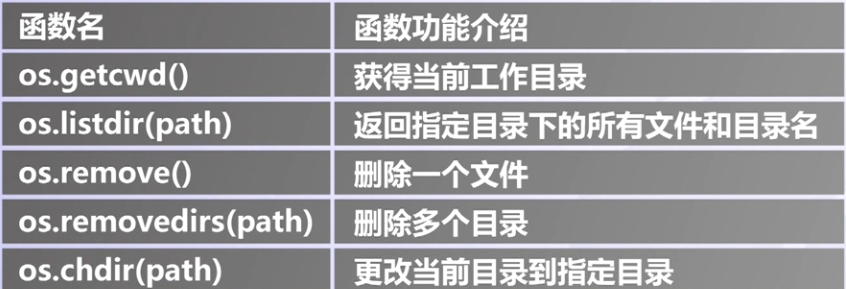 函数名 函数功能介绍
os.getcwd() 获得当前工作目录
os.listdir(path) 返回指定目录下的所有文件和目录名
os.remove() 删除一个文件
os.removedirs(path) 删除多个目录
os.chdir(path) 更改当前目录到指定目录